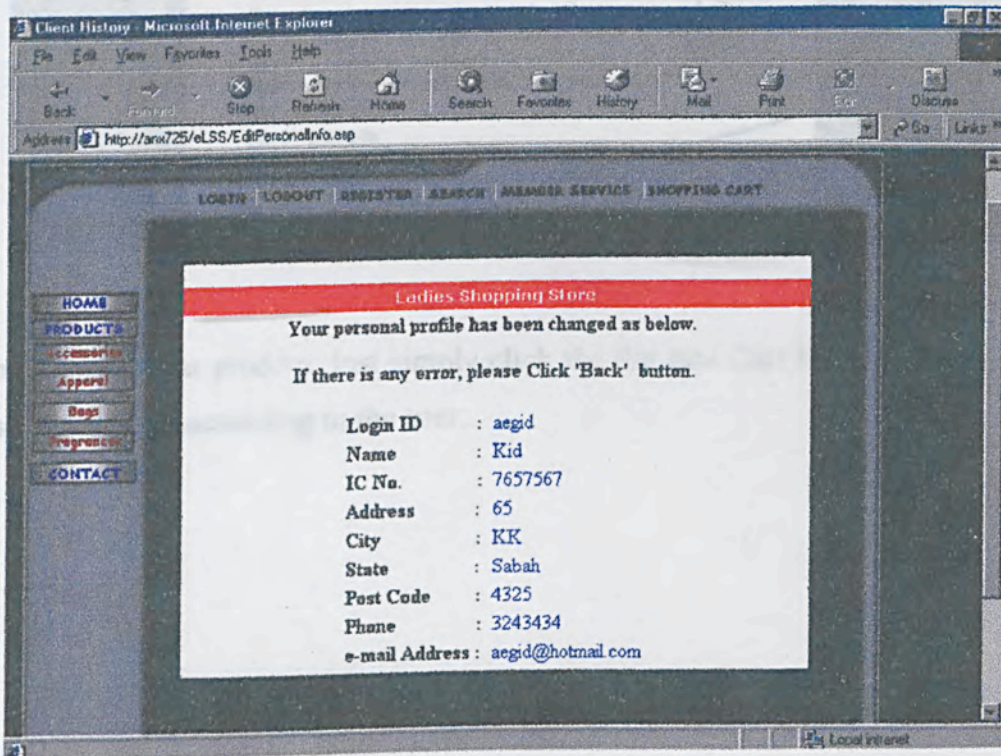 Client History - Microsoft Internet Explorer
File Edit View Favorites Tools Help
Back Forward Stop Refresh Home Search Favorites History Mail Print Edit Discuss
Address http://anx725/eLSS/EditPersonalInfo.asp Go Links
LOGIN LOGOUT REGISTER SEARCH MEMBER SERVICE SHOPPING CART
Ladies Shopping Store
HOME
PRODUCTS
Accessories
Apparel
Bags
Fragrances
CONTACT
Your personal profile has been changed as below.
If there is any error, please Click 'Back' button.
Login ID : aegid
Name : Kid
IC No. : 7657567
Address : 65
City : KK
State : Sabah
Post Code : 4325
Phone : 3243434
e-mail Address : aegid@hotmail.com
Local intranet